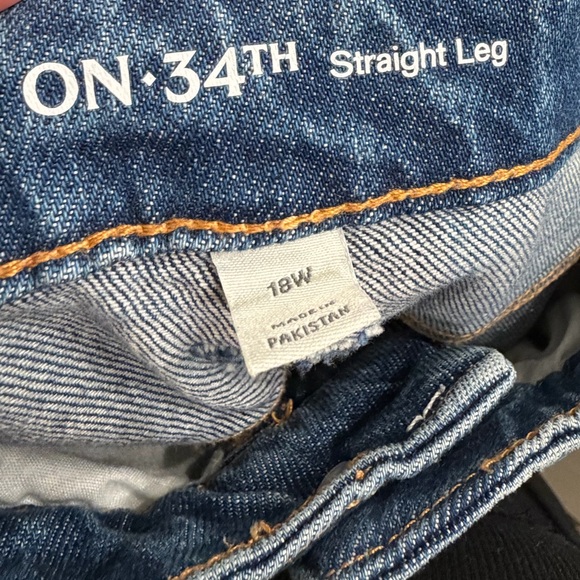 ON·34TH Straight Leg
18W
MADE IN
PAKISTAN